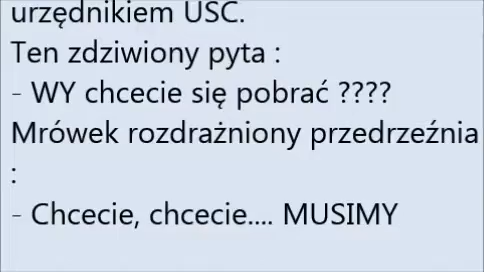 urzędnikiem USC.
Ten zdziwiony pyta :
- WY chcecie się pobrać ????
Mrówek rozdrażniony przedrzeźnia
:
- Chcecie, chcecie.... MUSIMY